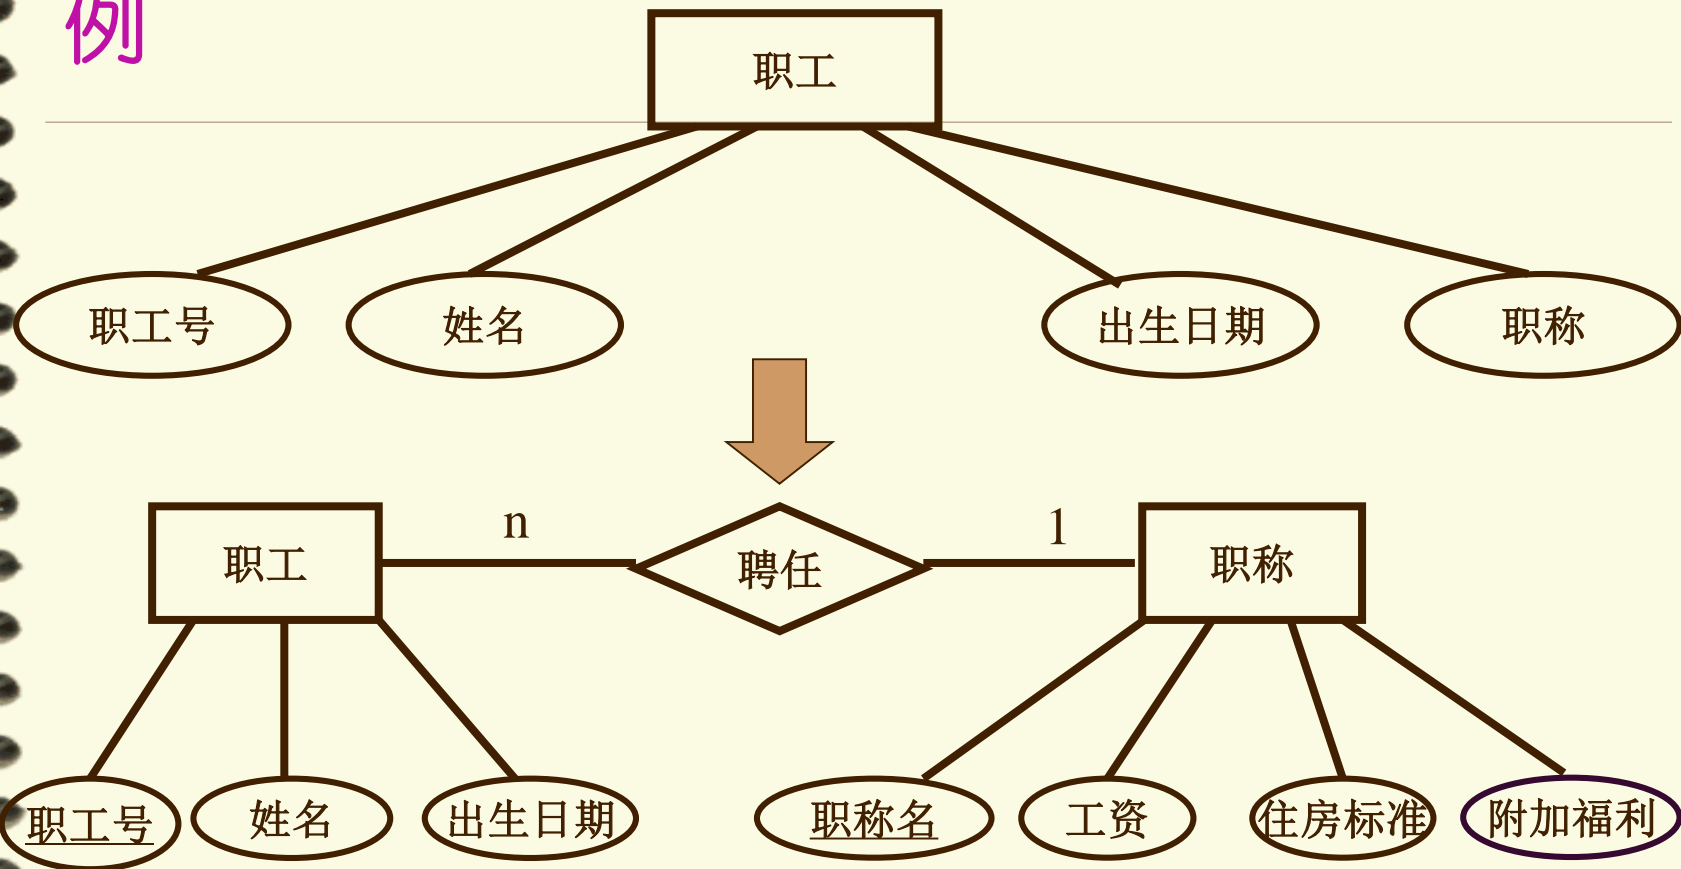 例
职工
职工号
姓名
出生日期
职称
职工
n
聘任
1
职称
职工号
姓名
出生日期
职称名
工资
住房标准
附加福利